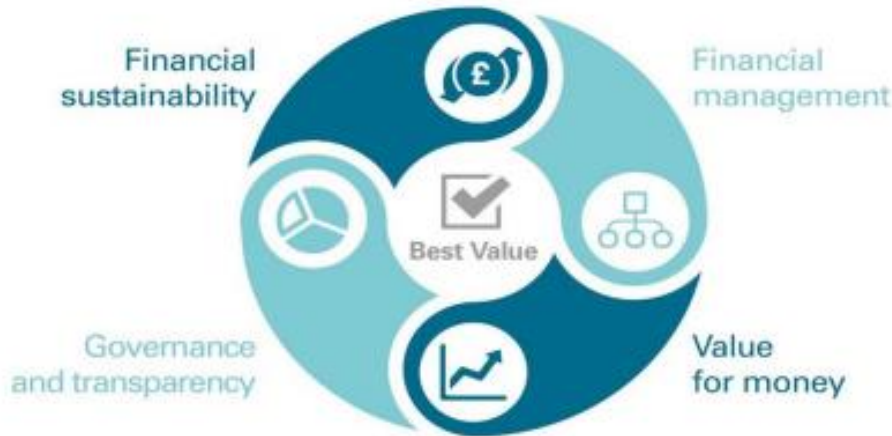 Financial
sustainability
Financial
management
£
Best Value
Governance
and transparency
Value
for money